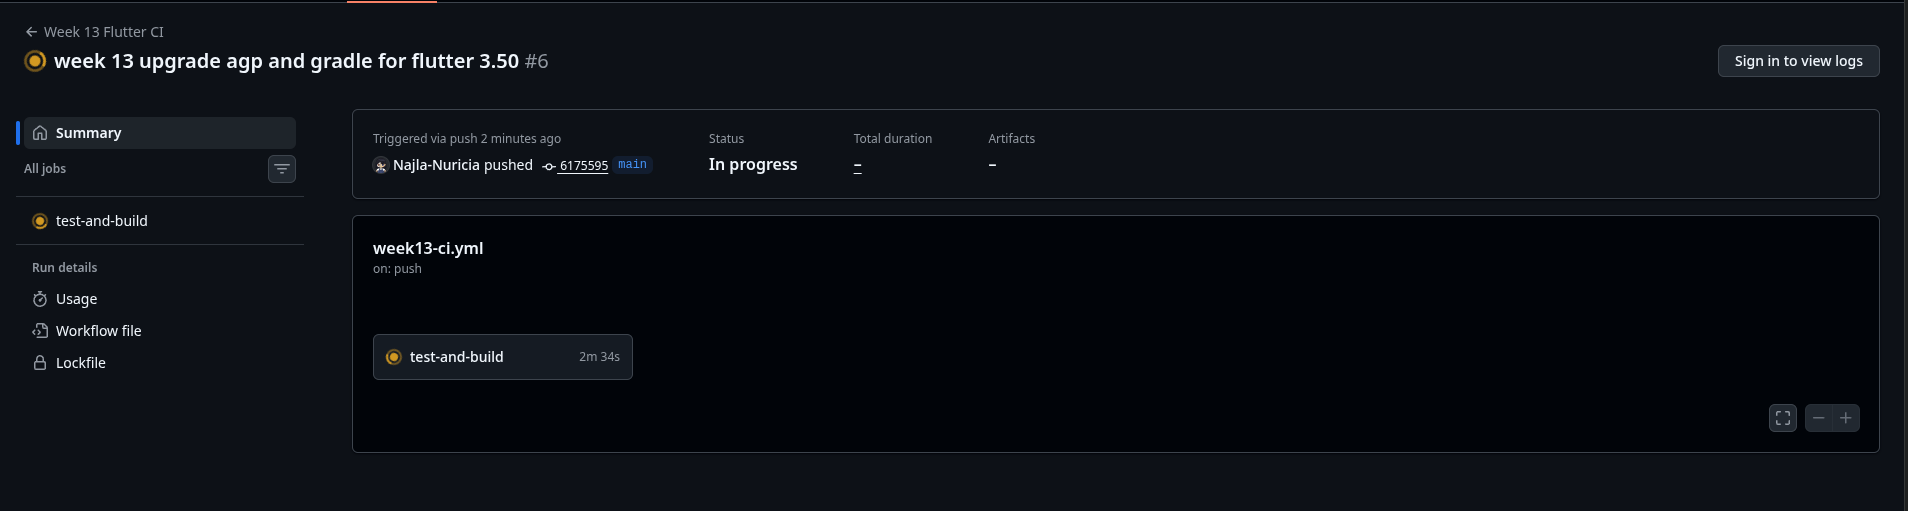 Week 13 Flutter CI
week 13 upgrade agp and gradle for flutter 3.50 #6
Sign in to view logs
Summary
All jobs
test-and-build
Run details
Usage
Workflow file
Lockfile
Triggered via push 2 minutes ago
Najla-Nuricia pushed 6175595 main
Status
In progress
Total duration
–
Artifacts
–
week13-ci.yml
on: push
test-and-build 2m 34s